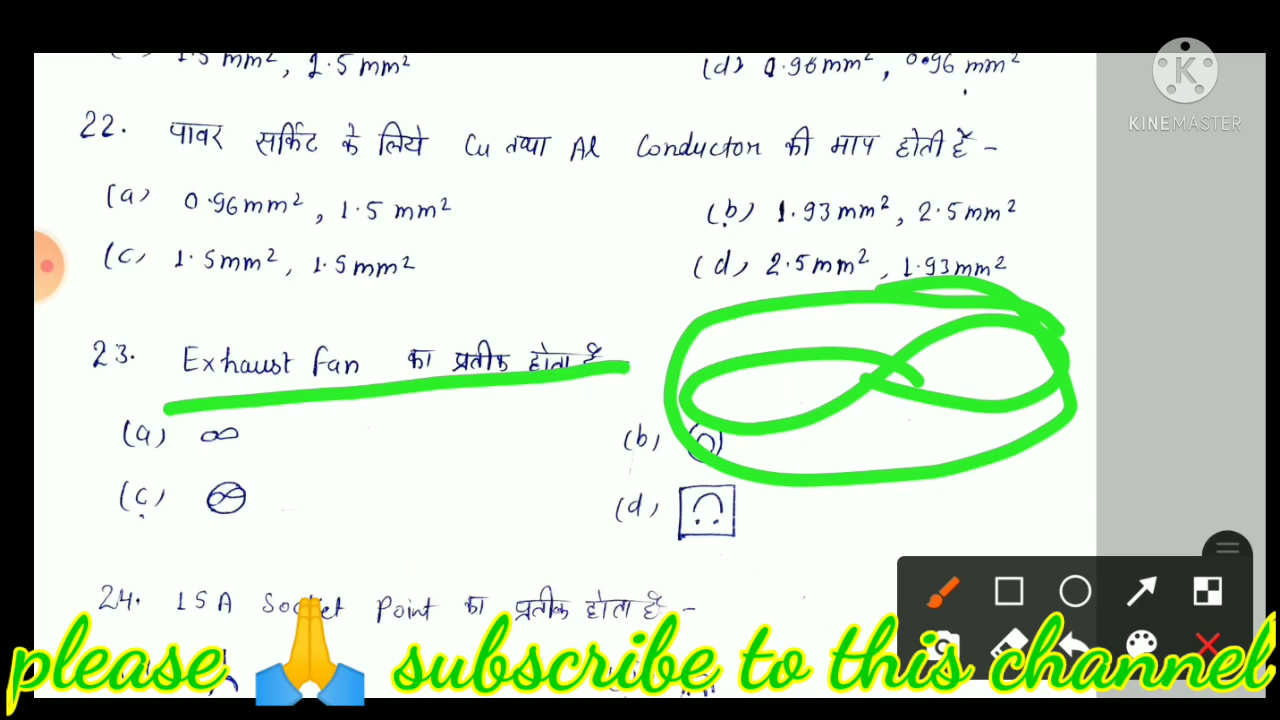 1.5 mm², 2.5 mm² (d) 0.96 mm², 0.96 mm²
KINEMASTER
22. पावर सर्किट के लिये Cu तथा Al Conductor की माप होती हैं -
(a) 0.96 mm², 1.5 mm² (b) 1.93 mm², 2.5 mm²
(c) 1.5 mm², 1.5 mm² (d) 2.5 mm², 1.93 mm²
23. Exhaust fan का प्रतीक होता है
(a) (b)
(c) (d)
24. 15 A Socket Point का प्रतीक होता है -
please 🙏 subscribe to this channel